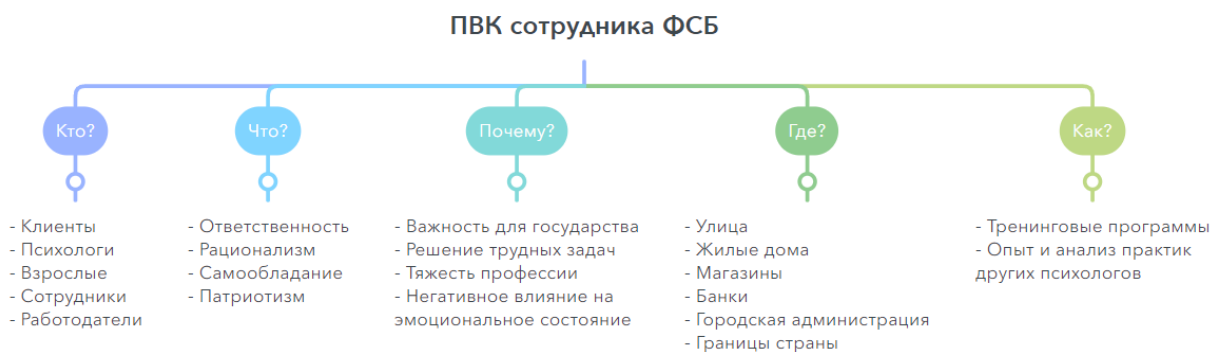 ПВК сотрудника ФСБ
Кто?
Что?
Почему?
Где?
Как?
- Клиенты
- Психологи
- Взрослые
- Сотрудники
- Работодатели
- Ответственность
- Рационализм
- Самообладание
- Патриотизм
- Важность для государства
- Решение трудных задач
- Тяжесть профессии
- Негативное влияние на
эмоциональное состояние
- Улица
- Жилые дома
- Магазины
- Банки
- Городская администрация
- Границы страны
- Тренинговые программы
- Опыт и анализ практик
других психологов